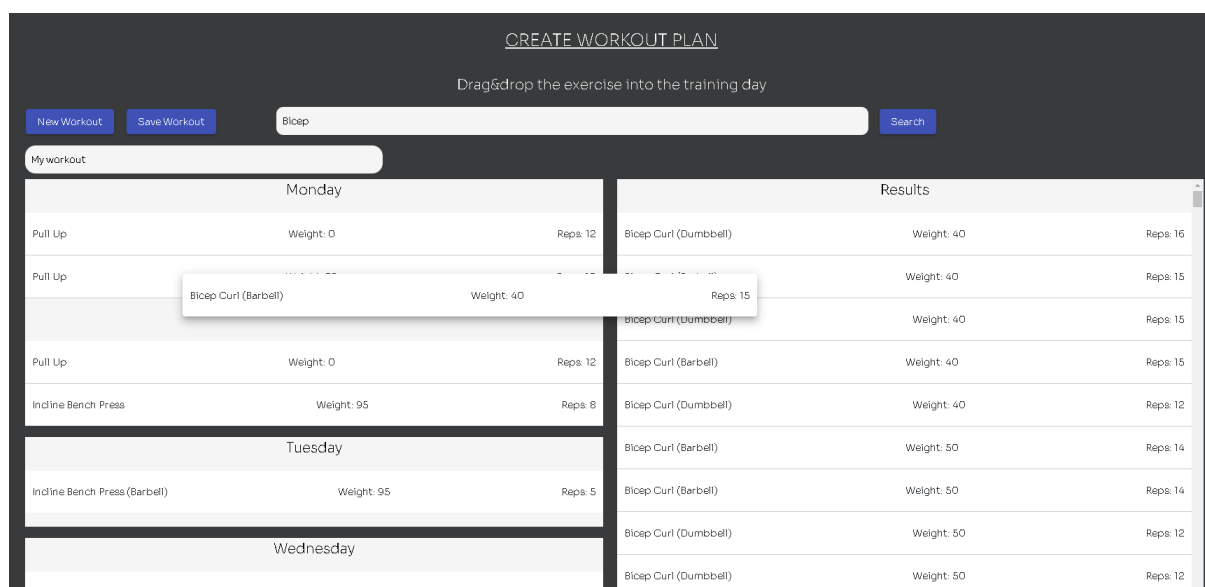 CREATE WORKOUT PLAN
Drag&drop the exercise into the training day
New Workout Save Workout Bicep Search
My workout
Monday
Pull Up Weight: 0 Reps: 12
Pull Up
Bicep Curl (Barbell) Weight: 40 Reps: 15
Pull Up Weight: 0 Reps: 12
Incline Bench Press Weight: 95 Reps: 8
Tuesday
Incline Bench Press (Barbell) Weight: 95 Reps: 5
Wednesday
Results
Bicep Curl (Dumbbell) Weight: 40 Reps: 16
Weight: 40 Reps: 15
Bicep Curl (Dumbbell) Weight: 40 Reps: 15
Bicep Curl (Barbell) Weight: 40 Reps: 15
Bicep Curl (Dumbbell) Weight: 40 Reps: 12
Bicep Curl (Barbell) Weight: 50 Reps: 14
Bicep Curl (Barbell) Weight: 50 Reps: 14
Bicep Curl (Dumbbell) Weight: 50 Reps: 12
Bicep Curl (Dumbbell) Weight: 50 Reps: 12